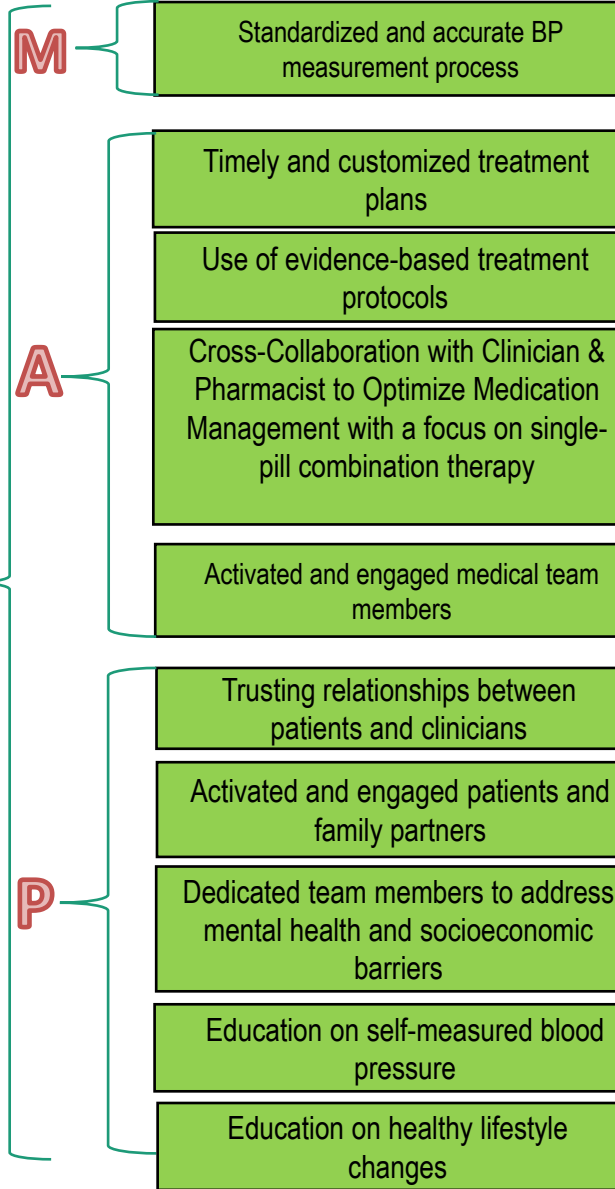 M
Standardized and accurate BP
measurement process
A
Timely and customized treatment
plans
Use of evidence-based treatment
protocols
Cross-Collaboration with Clinician &
Pharmacist to Optimize Medication
Management with a focus on single-
pill combination therapy
Activated and engaged medical team
members
P
Trusting relationships between
patients and clinicians
Activated and engaged patients and
family partners
Dedicated team members to address
mental health and socioeconomic
barriers
Education on self-measured blood
pressure
Education on healthy lifestyle
changes